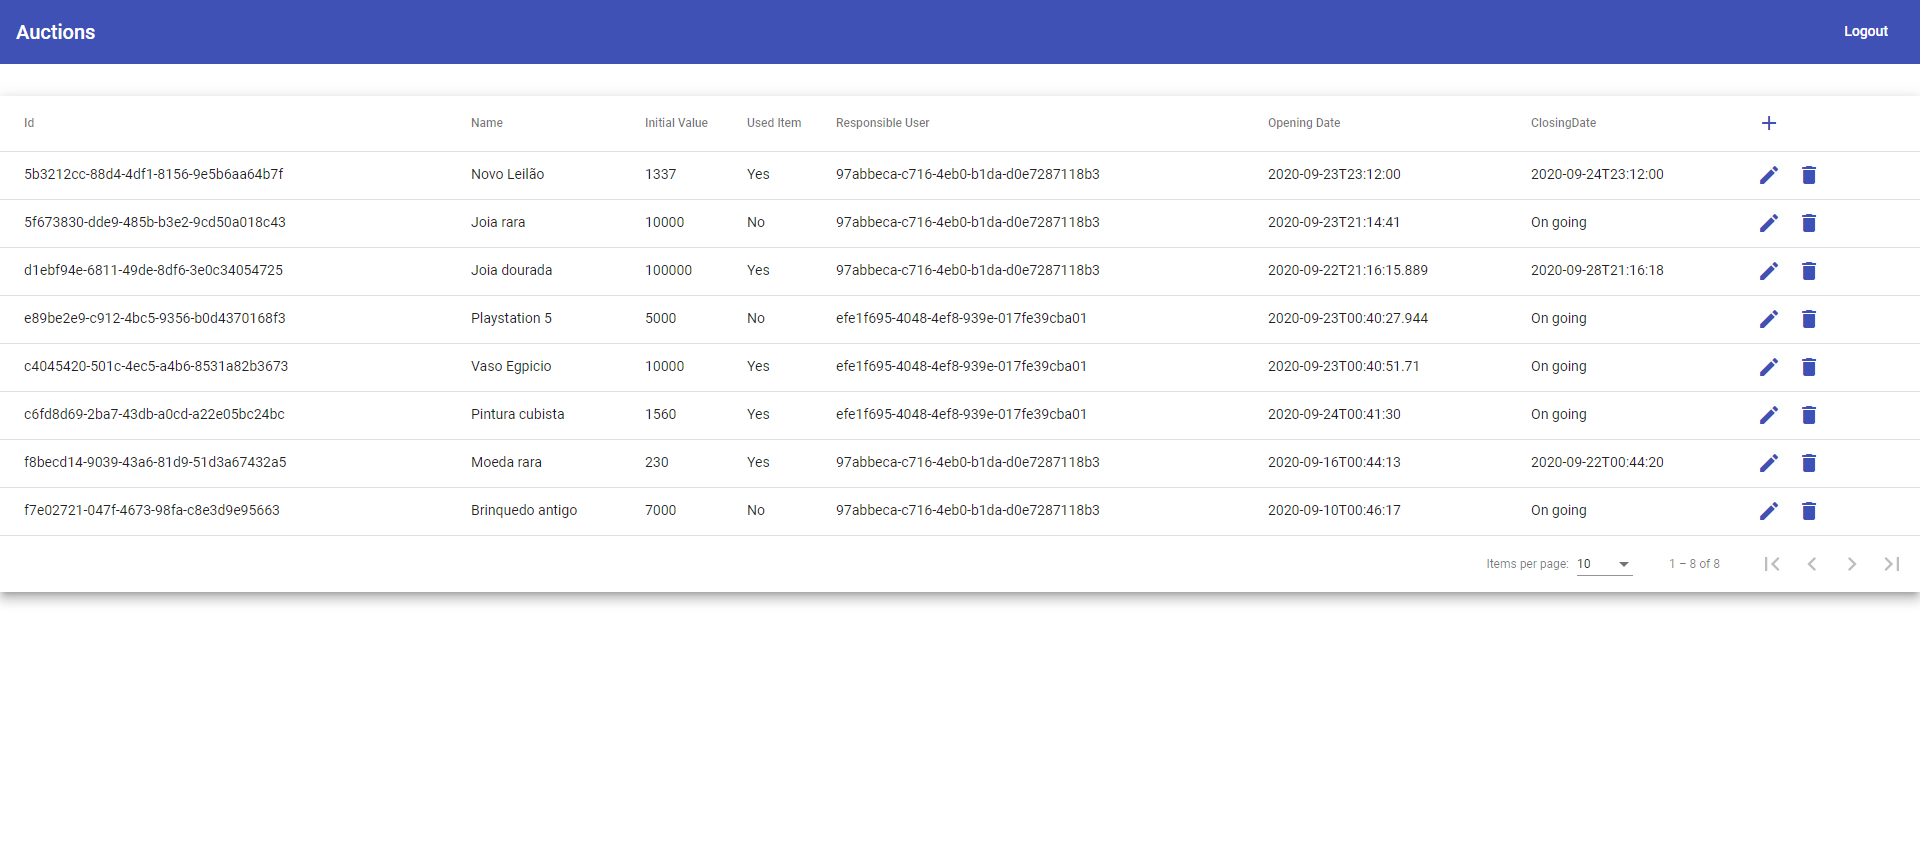 Auctions Logout
Id Name Initial Value Used Item Responsible User Opening Date ClosingDate
5b3212cc-88d4-4df1-8156-9e5b6aa64b7f Novo Leilão 1337 Yes 97abbeca-c716-4eb0-b1da-d0e7287118b3 2020-09-23T23:12:00 2020-09-24T23:12:00
5f673830-dde9-485b-b3e2-9cd50a018c43 Joia rara 10000 No 97abbeca-c716-4eb0-b1da-d0e7287118b3 2020-09-23T21:14:41 On going
d1ebf94e-6811-49de-8df6-3e0c34054725 Joia dourada 100000 Yes 97abbeca-c716-4eb0-b1da-d0e7287118b3 2020-09-22T21:16:15.889 2020-09-28T21:16:18
e89be2e9-c912-4bc5-9356-b0d4370168f3 Playstation 5 5000 No efe1f695-4048-4ef8-939e-017fe39cba01 2020-09-23T00:40:27.944 On going
c4045420-501c-4ec5-a4b6-8531a82b3673 Vaso Egpicio 10000 Yes efe1f695-4048-4ef8-939e-017fe39cba01 2020-09-23T00:40:51.71 On going
c6fd8d69-2ba7-43db-a0cd-a22e05bc24bc Pintura cubista 1560 Yes efe1f695-4048-4ef8-939e-017fe39cba01 2020-09-24T00:41:30 On going
f8becd14-9039-43a6-81d9-51d3a67432a5 Moeda rara 230 Yes 97abbeca-c716-4eb0-b1da-d0e7287118b3 2020-09-16T00:44:13 2020-09-22T00:44:20
f7e02721-047f-4673-98fa-c8e3d9e95663 Brinquedo antigo 7000 No 97abbeca-c716-4eb0-b1da-d0e7287118b3 2020-09-10T00:46:17 On going
Items per page: 10 1 – 8 of 8